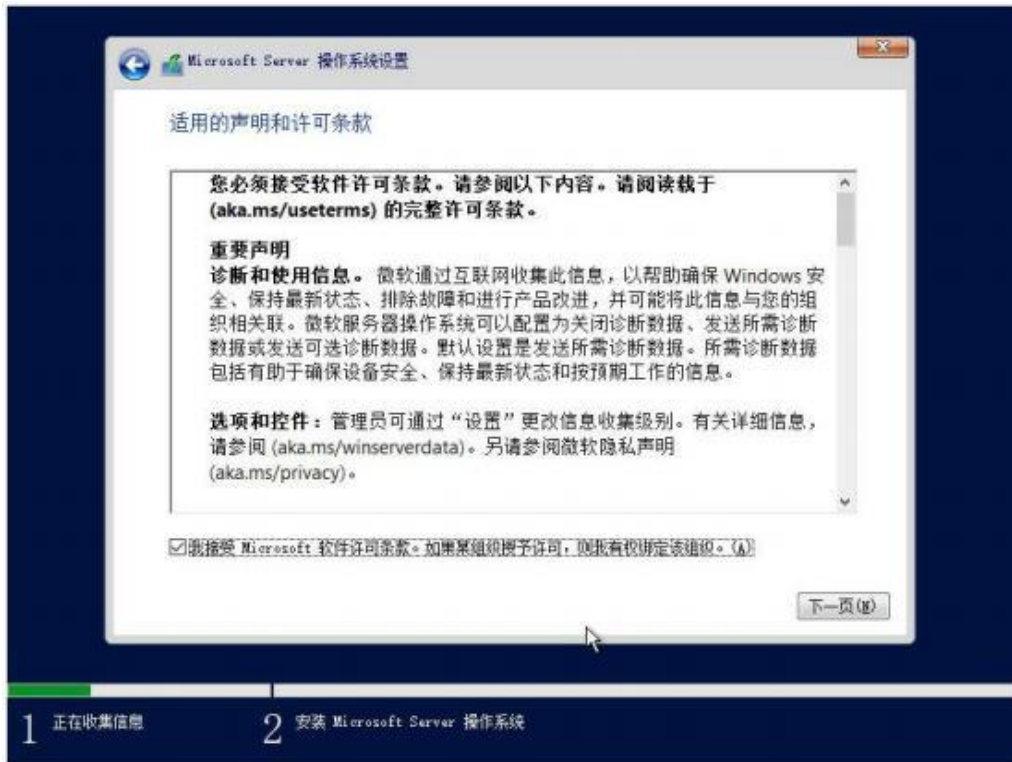 Microsoft Server 操作系统设置
适用的声明和许可条款
您必须接受软件许可条款。请参阅以下内容。请阅读载于
(aka.ms/useterms) 的完整许可条款。
重要声明
诊断和使用信息。微软通过互联网收集此信息，以帮助确保 Windows 安
全、保持最新状态、排除故障和进行产品改进，并可能将此信息与您的组
织相关联。微软服务器操作系统可以配置为关闭诊断数据、发送所需诊断
数据或发送可选诊断数据。默认设置是发送所需诊断数据。所需诊断数据
包括有助于确保设备安全、保持最新状态和按预期工作的信息。
选项和控件：管理员可通过“设置”更改信息收集级别。有关详细信息，
请参阅 (aka.ms/winserverdata)。另请参阅微软隐私声明
(aka.ms/privacy)。
我接受 Microsoft 软件许可条款。如果某组织授予许可，则我有权绑定该组织。(A)
下一页(N)
1 正在收集信息
2 安装 Microsoft Server 操作系统